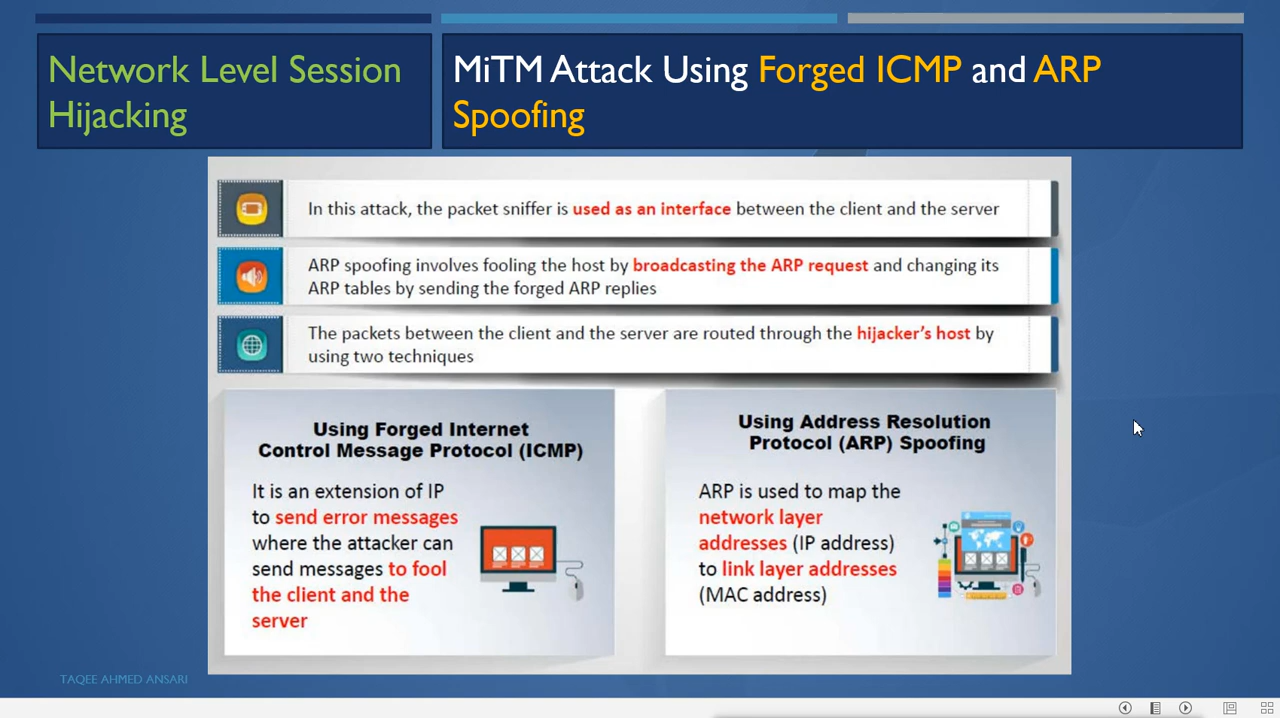 Network Level Session
Hijacking
MiTM Attack Using Forged ICMP and ARP
Spoofing
In this attack, the packet sniffer is used as an interface between the client and the server
ARP spoofing involves fooling the host by broadcasting the ARP request and changing its
ARP tables by sending the forged ARP replies
The packets between the client and the server are routed through the hijacker's host by
using two techniques
Using Forged Internet
Control Message Protocol (ICMP)
It is an extension of IP
to send error messages
where the attacker can
send messages to fool
the client and the
server
Using Address Resolution
Protocol (ARP) Spoofing
ARP is used to map the
network layer
addresses (IP address)
to link layer addresses
(MAC address)
TAQEE AHMED ANSARI